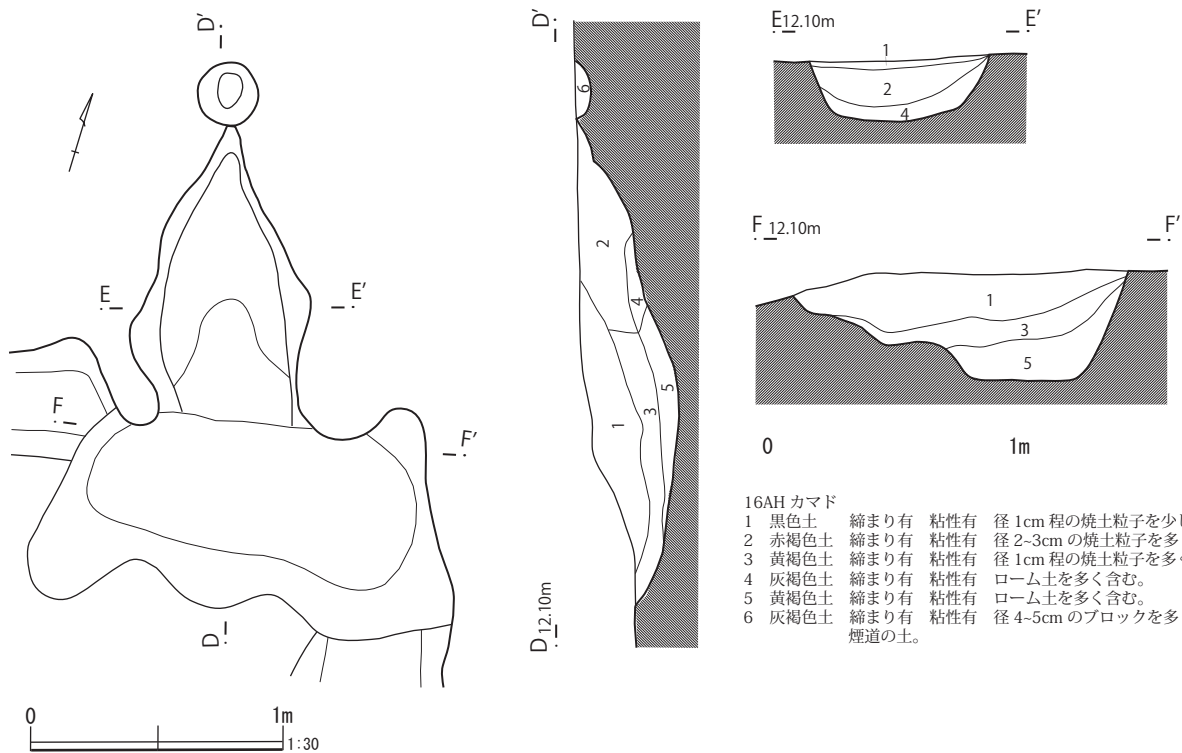 D'
E
E'
F
F'
D
0 1m
1:30
D'
6
2
4
5
3
1
D 12.10m
E 12.10m E'
1
2
4
F 12.10m F'
1
3
5
0 1m
16AH カマド
1 黒色土 締まり有 粘性有 径 1cm 程の焼土粒子を少し
2 赤褐色土 締まり有 粘性有 径 2~3cm の焼土粒子を多
3 黄褐色土 締まり有 粘性有 径 1cm 程の焼土粒子を多く
4 灰褐色土 締まり有 粘性有 ローム土を多く含む。
5 黄褐色土 締まり有 粘性有 ローム土を多く含む。
6 灰褐色土 締まり有 粘性有 径 4~5cm のブロックを多
煙道の土。